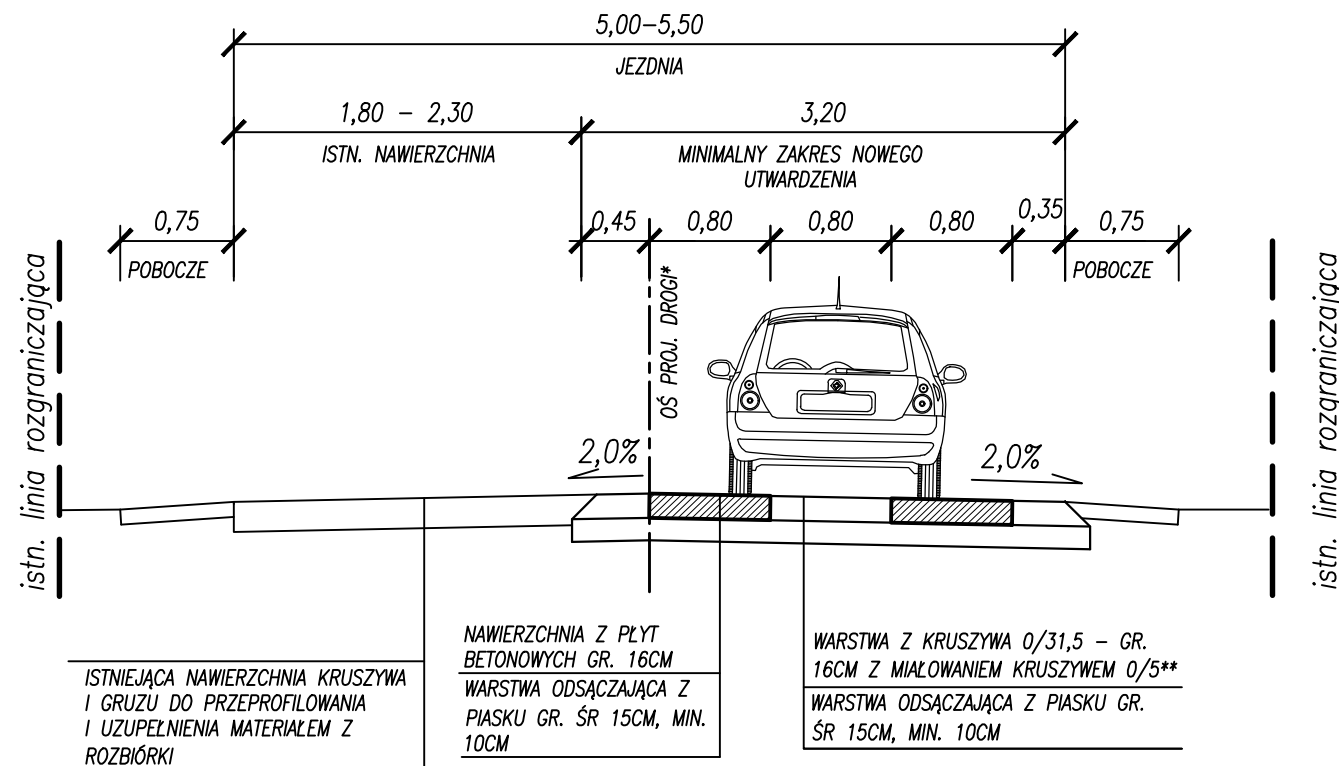 5,00-5,50
JEZDNIA
1,80 - 2,30
3,20
ISTN. NAWIERZCHNIA
MINIMALNY ZAKRES NOWEGO
UTWARDZENIA
0,75
0,45
0,80
0,80
0,80
0,35
0,75
POBOCZE
POBOCZE
istn. linia rozgraniczająca
OŚ PROJ. DROGI*
istn. linia rozgraniczająca
2,0%
2,0%
ISTNIEJĄCA NAWIERZCHNIA KRUSZYWA
I GRUZU DO PRZEPROFILOWANIA
I UZUPEŁNIENIA MATERIAŁEM Z
ROZBIÓRKI
NAWIERZCHNIA Z PŁYT
BETONOWYCH GR. 16CM
WARSTWA ODSĄCZAJĄCA Z
PIASKU GR. ŚR 15CM, MIN.
10CM
WARSTWA Z KRUSZYWA 0/31,5 - GR.
16CM Z MIAŁOWANIEM KRUSZYWEM 0/5**
WARSTWA ODSĄCZAJĄCA Z PIASKU GR.
ŚR 15CM, MIN. 10CM